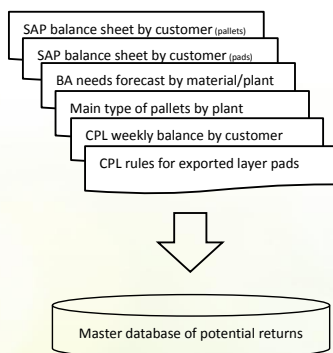 SAP balance sheet by customer (pallets)
SAP balance sheet by customer (pads)
BA needs forecast by material/plant
Main type of pallets by plant
CPL weekly balance by customer
CPL rules for exported layer pads
Master database of potential returns